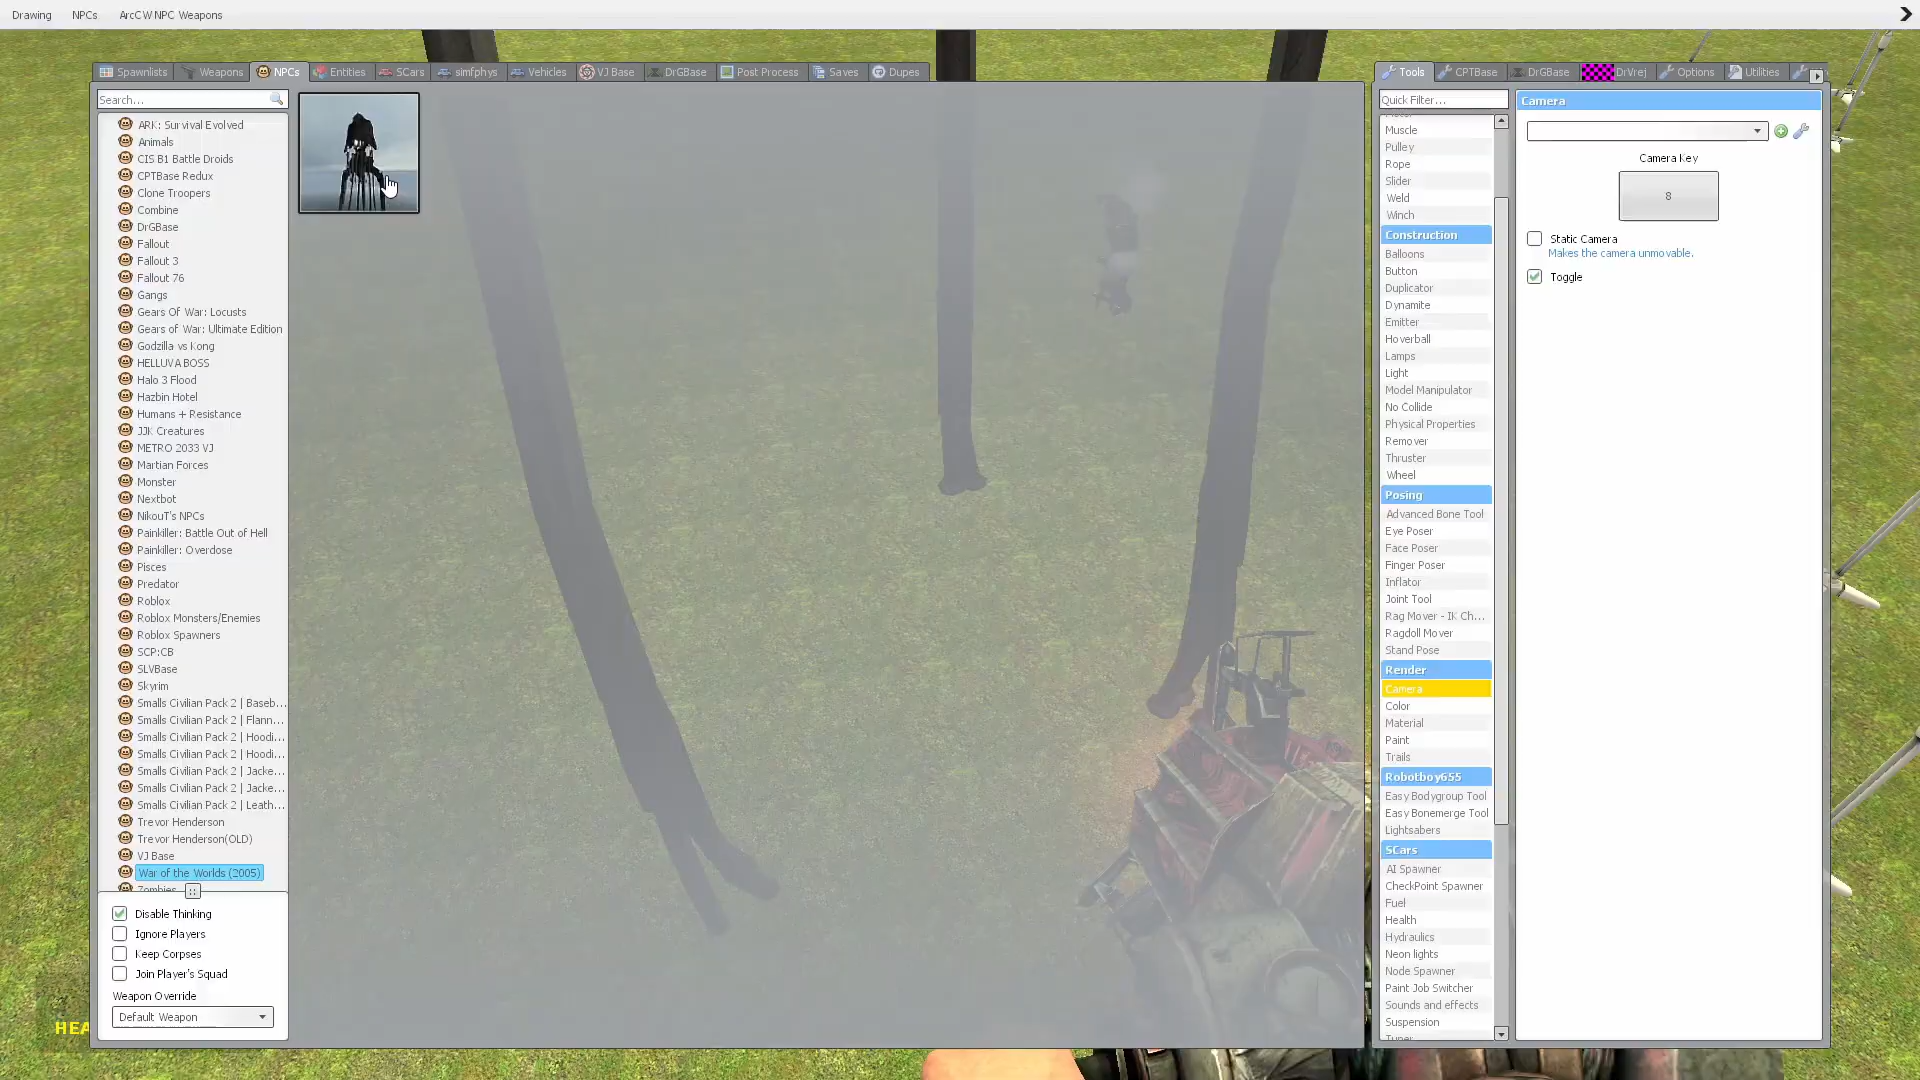 Drawing NPCs ArcCW NPC Weapons
Spawnlists Weapons NPCs Entities SCars simfphys Vehicles VJ Base DrGBase Post Process Saves Dupes
Search...
ARK: Survival Evolved
Animals
CIS B1 Battle Droids
CPTBase Redux
Clone Troopers
Combine
DrGBase
Fallout
Fallout 3
Fallout 76
Gangs
Gears Of War: Locusts
Gears of War: Ultimate Edition
Godzilla vs Kong
HELLUVA BOSS
Halo 3 Flood
Hazbin Hotel
Humans + Resistance
JJK Creatures
METRO 2033 VJ
Martian Forces
Monster
Nextbot
NikouT's NPCs
Painkiller: Battle Out of Hell
Painkiller: Overdose
Pisces
Predator
Roblox
Roblox Monsters/Enemies
Roblox Spawners
SCP:CB
SLVBase
Skyrim
Smalls Civilian Pack 2 | Baseb...
Smalls Civilian Pack 2 | Flann...
Smalls Civilian Pack 2 | Hoodi...
Smalls Civilian Pack 2 | Hoodi...
Smalls Civilian Pack 2 | Jacke...
Smalls Civilian Pack 2 | Jacke...
Smalls Civilian Pack 2 | Leath...
Trevor Henderson
Trevor Henderson(OLD)
VJ Base
War of the Worlds (2005)
Zombies
Disable Thinking
Ignore Players
Keep Corpses
Join Player's Squad
Weapon Override
Default Weapon
HEA
Tools CPTBase DrGBase DrVrej Options Utilities
Quick Filter...
Muscle
Pulley
Rope
Slider
Weld
Winch
Construction
Balloons
Button
Duplicator
Dynamite
Emitter
Hoverball
Lamps
Light
Model Manipulator
No Collide
Physical Properties
Remover
Thruster
Wheel
Posing
Advanced Bone Tool
Eye Poser
Face Poser
Finger Poser
Inflator
Joint Tool
Rag Mover - IK Ch...
Ragdoll Mover
Stand Pose
Render
Camera
Color
Material
Paint
Trails
Robotboy655
Easy Bodygroup Tool
Easy Bonemerge Tool
Lightsabers
SCars
AI Spawner
CheckPoint Spawner
Fuel
Health
Hydraulics
Neon lights
Node Spawner
Paint Job Switcher
Sounds and effects
Suspension
Camera
Camera Key
8
Static Camera
Makes the camera unmovable.
Toggle